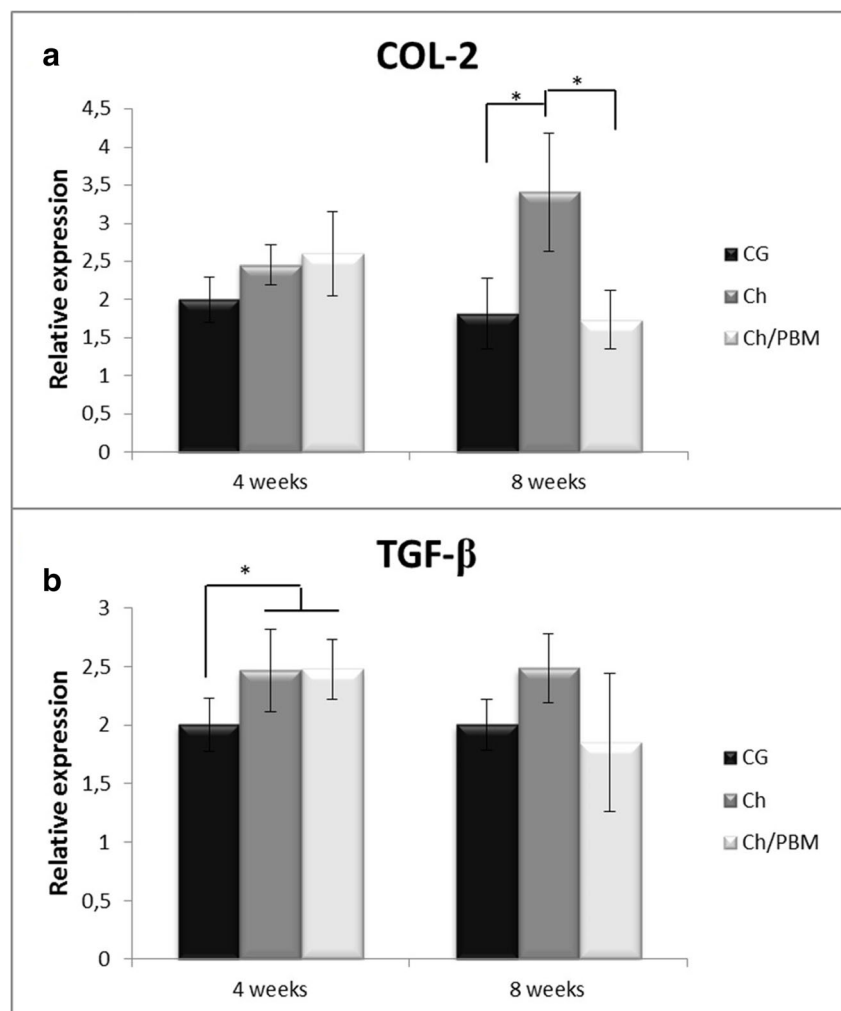 a
COL-2
* *
4,5
4
3,5
3
2,5
2
1,5
1
0,5
0
Relative expression
4 weeks 8 weeks
CG
Ch
Ch/PBM
b
TGF-β
*
3
2,5
2
1,5
1
0,5
0
Relative expression
4 weeks 8 weeks
CG
Ch
Ch/PBM